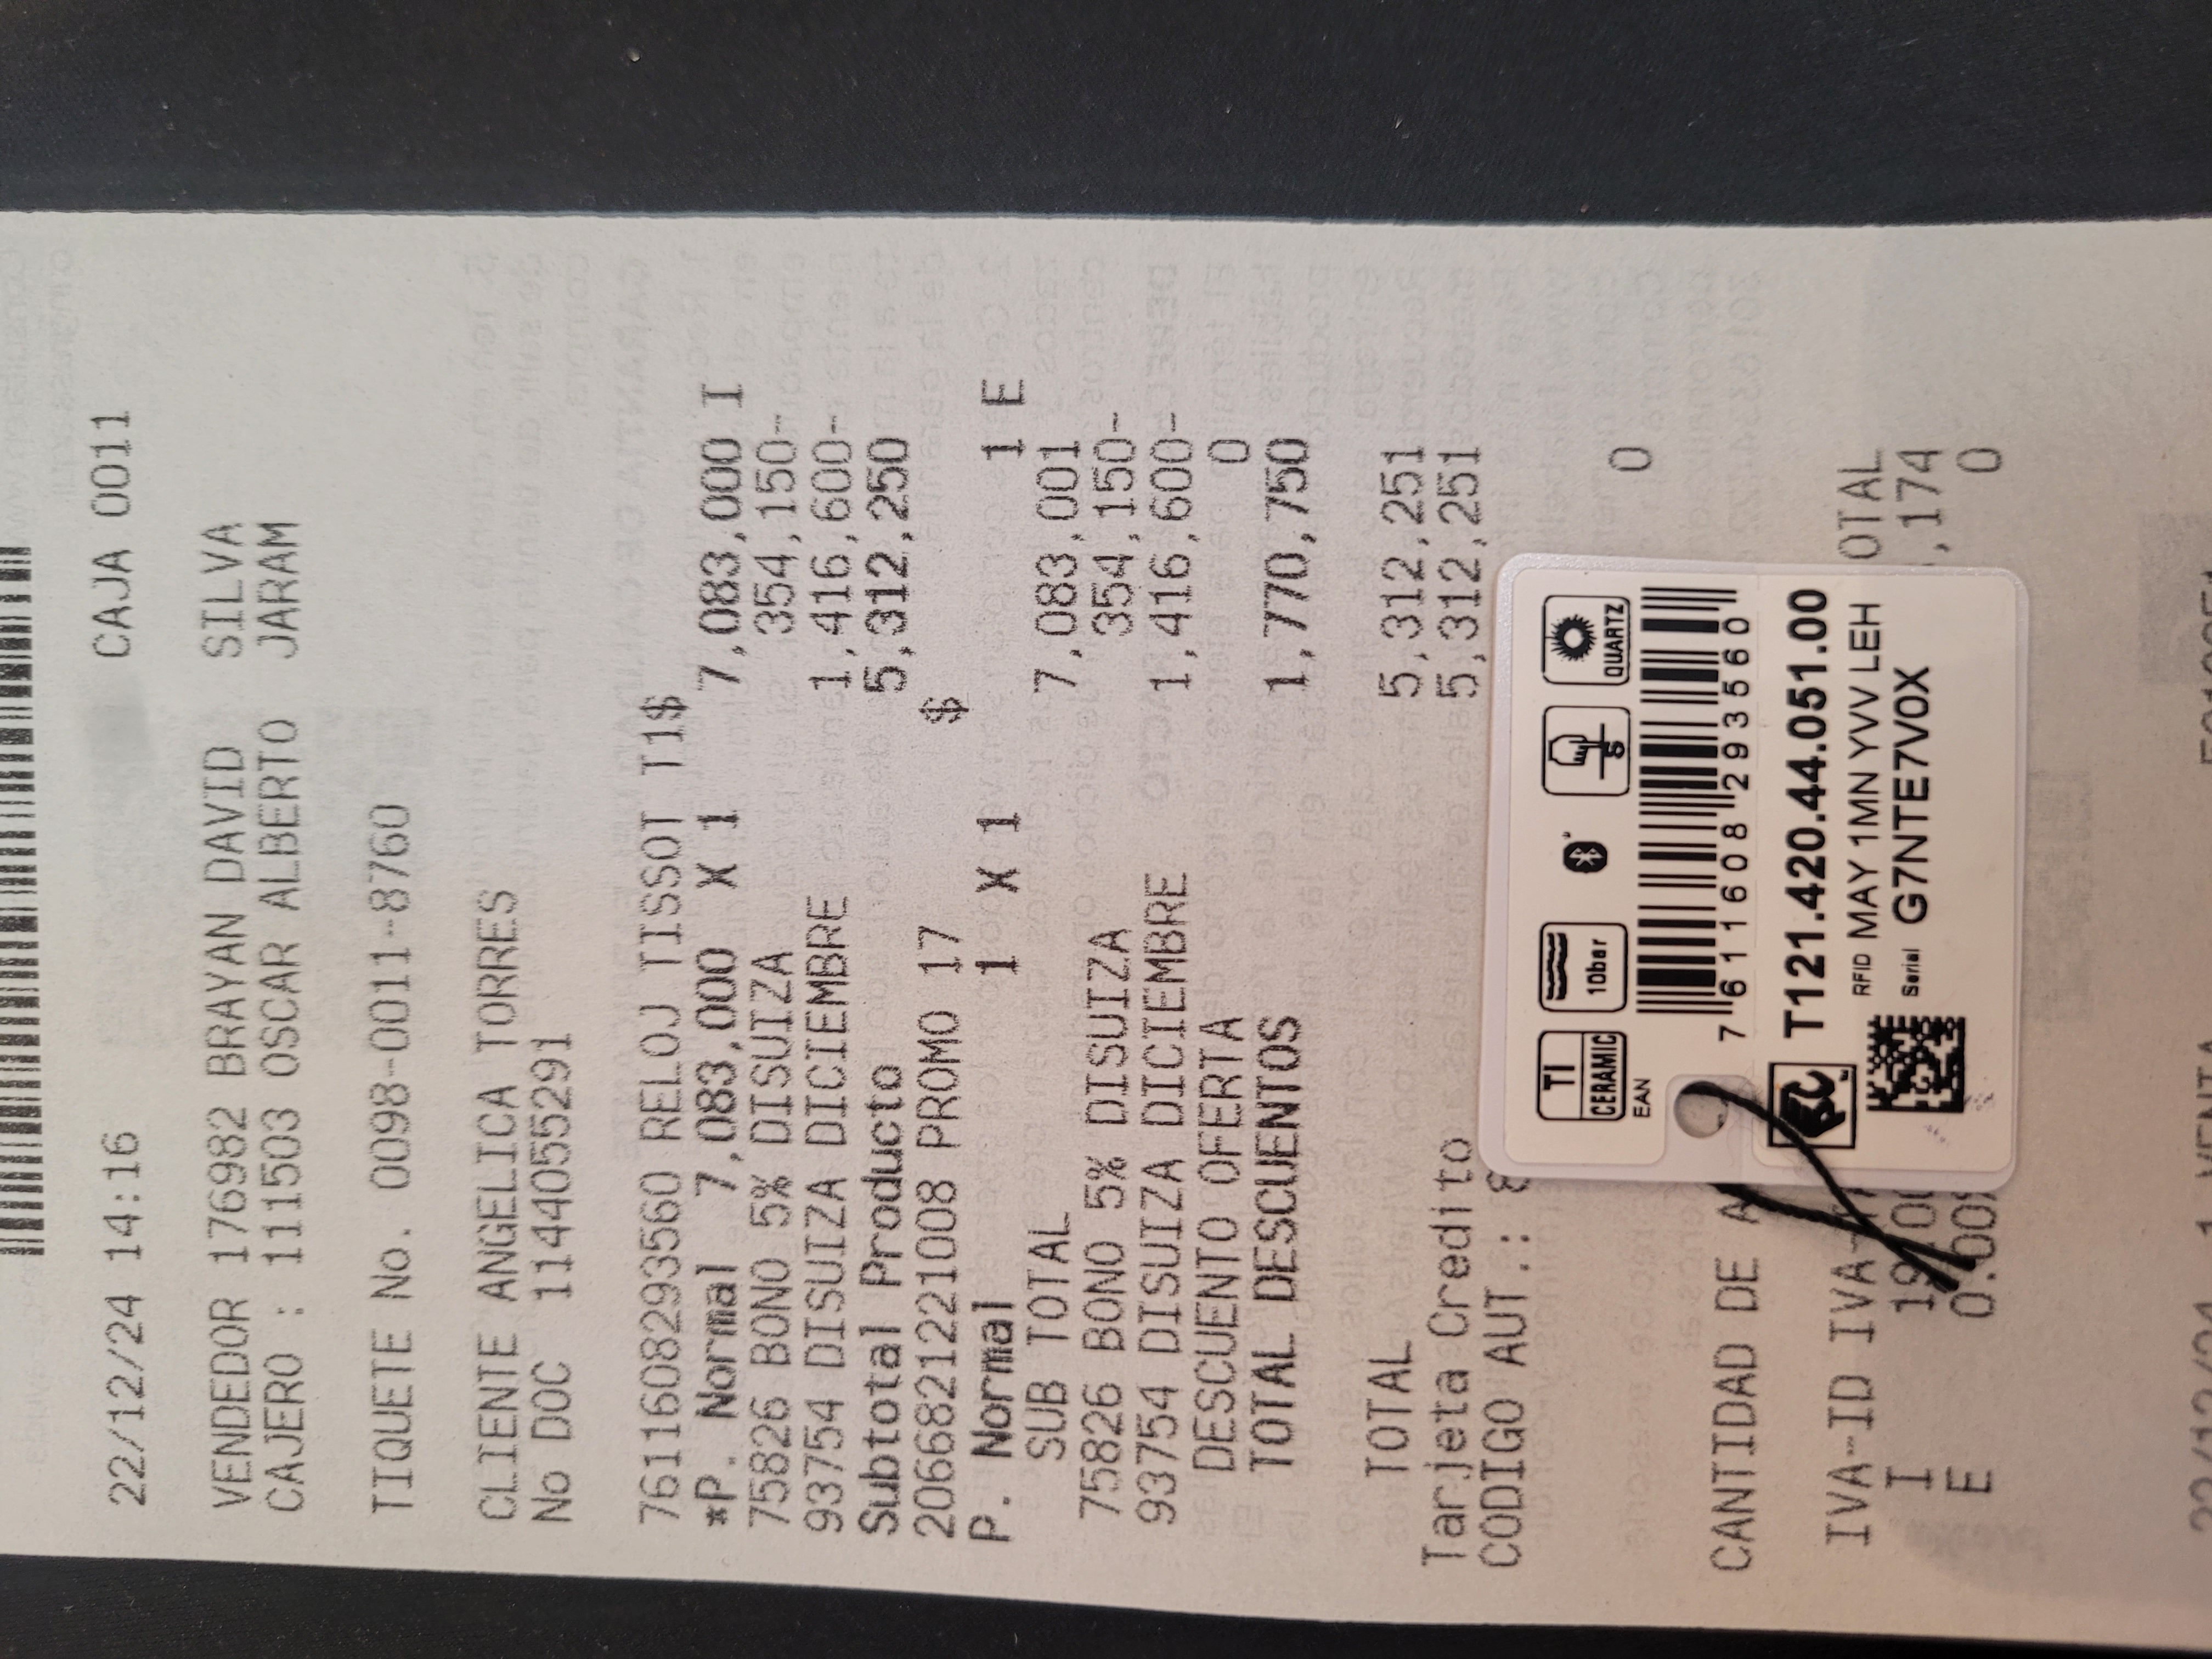 22/12/24 14:16 CAJA 0011
VENDEDOR 176982 BRAYAN DAVID SILVA
CAJERO : 111503 OSCAR ALBERTO JARAM
TIQUETE No. 0098-0011-8760
CLIENTE ANGELICA TORRES
No DOC 1144055291
7611608293560 RELOJ TISSOT T1$
*P. Normal 7,083,000 X 1 7,083,000 I
75826 BONO 5% DISUIZA 354,150-
93754 DISUIZA DICIEMBRE 1,416,600-
Subtotal Producto 5,312,250
2066821221008 PROMO 17 $
P. Normal 1 X 1 1 E
SUB TOTAL 7,083,001
75826 BONO 5% DISUIZA 354,150-
93754 DISUIZA DICIEMBRE 1,416,600-
DESCUENTO OFERTA 0
TOTAL DESCUENTOS 1,770,750
TOTAL 5,312,251
Tarjeta Credito 5,312,251
CODIGO AUT.:
0
CANTIDAD DE
IVA-ID IVA- OTAL
I ,174
E 0
TI CERAMIC
10bar
QUARTZ
EAN
7611608293560
T121.420.44.051.00
RFID MAY 1MN YVV LEH
Serial G7NTE7V0X
22/12/24 1 VENTA